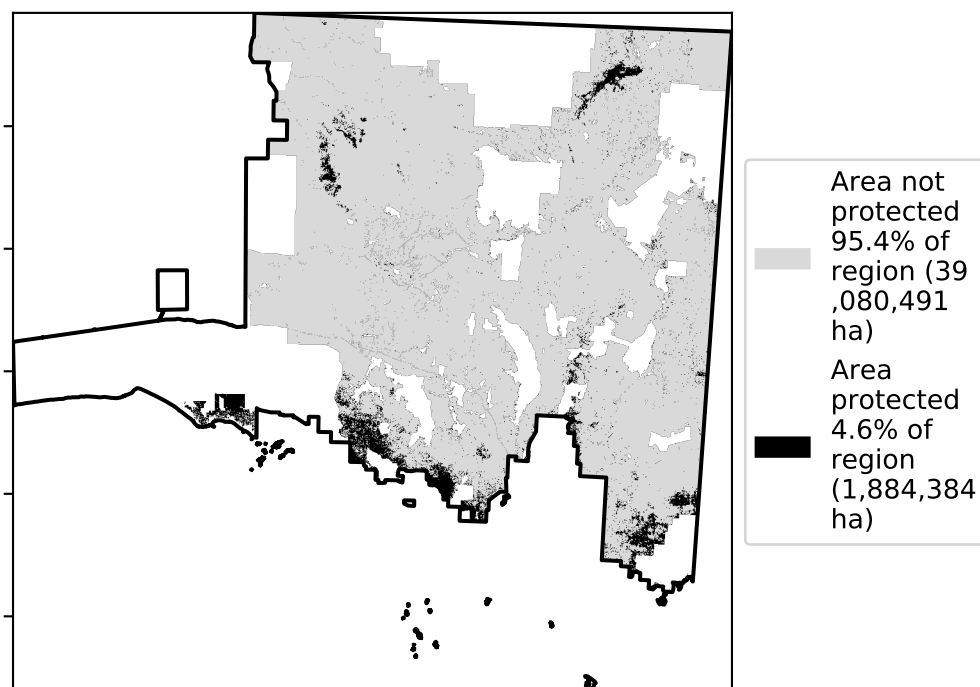 Area not
protected
95.4% of
region (39
,080,491
ha)
Area
protected
4.6% of
region
(1,884,384
ha)